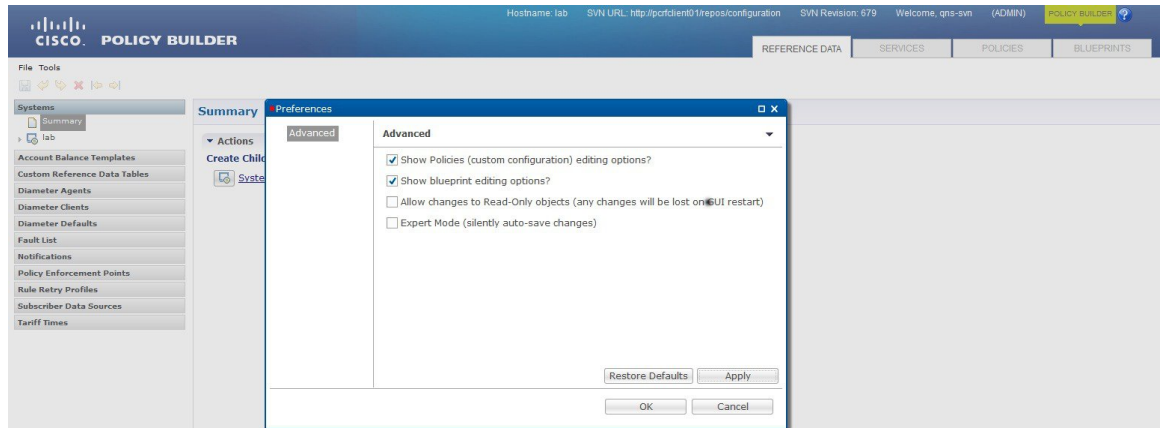 Hostname: lab SVN URL: http://pcrfclient01/repos/configuration SVN Revision: 679 Welcome, qns-svn (ADMIN) POLICY BUILDER ?
CISCO. POLICY BUILDER
REFERENCE DATA SERVICES POLICIES BLUEPRINTS
File Tools
Systems
Summary
lab
Account Balance Templates
Custom Reference Data Tables
Diameter Agents
Diameter Clients
Diameter Defaults
Fault List
Notifications
Policy Enforcement Points
Rule Retry Profiles
Subscriber Data Sources
Tariff Times
Summary
Actions
Create Child
Syste
Preferences
Advanced
Advanced
Show Policies (custom configuration) editing options?
Show blueprint editing options?
Allow changes to Read-Only objects (any changes will be lost on GUI restart)
Expert Mode (silently auto-save changes)
Restore Defaults Apply
OK Cancel